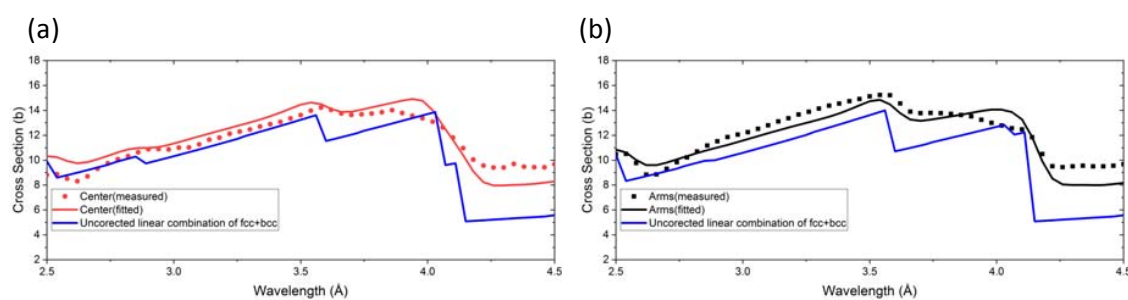 (a)
(b)
18
16
14
12
10
8
6
4
2
Cross Section (b)
Center(measured)
Center(fitted)
Uncorected linear combination of fcc+bcc
2.5
3.0
3.5
4.0
4.5
Wavelength (Å)
18
16
14
12
10
8
6
4
2
Cross Section (b)
Arms(measured)
Arms(fitted)
Uncorected linear combination of fcc+bcc
2.5
3.0
3.5
4.0
4.5
Wavelength (Å)